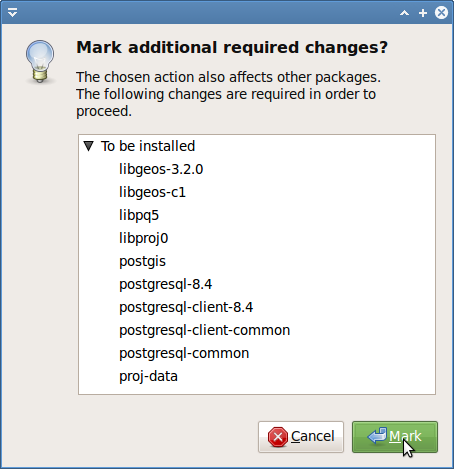 Mark additional required changes?
The chosen action also affects other packages.
The following changes are required in order to
proceed.
To be installed
libgeos-3.2.0
libgeos-c1
libpq5
libproj0
postgis
postgresql-8.4
postgresql-client-8.4
postgresql-client-common
postgresql-common
proj-data
Cancel
Mark